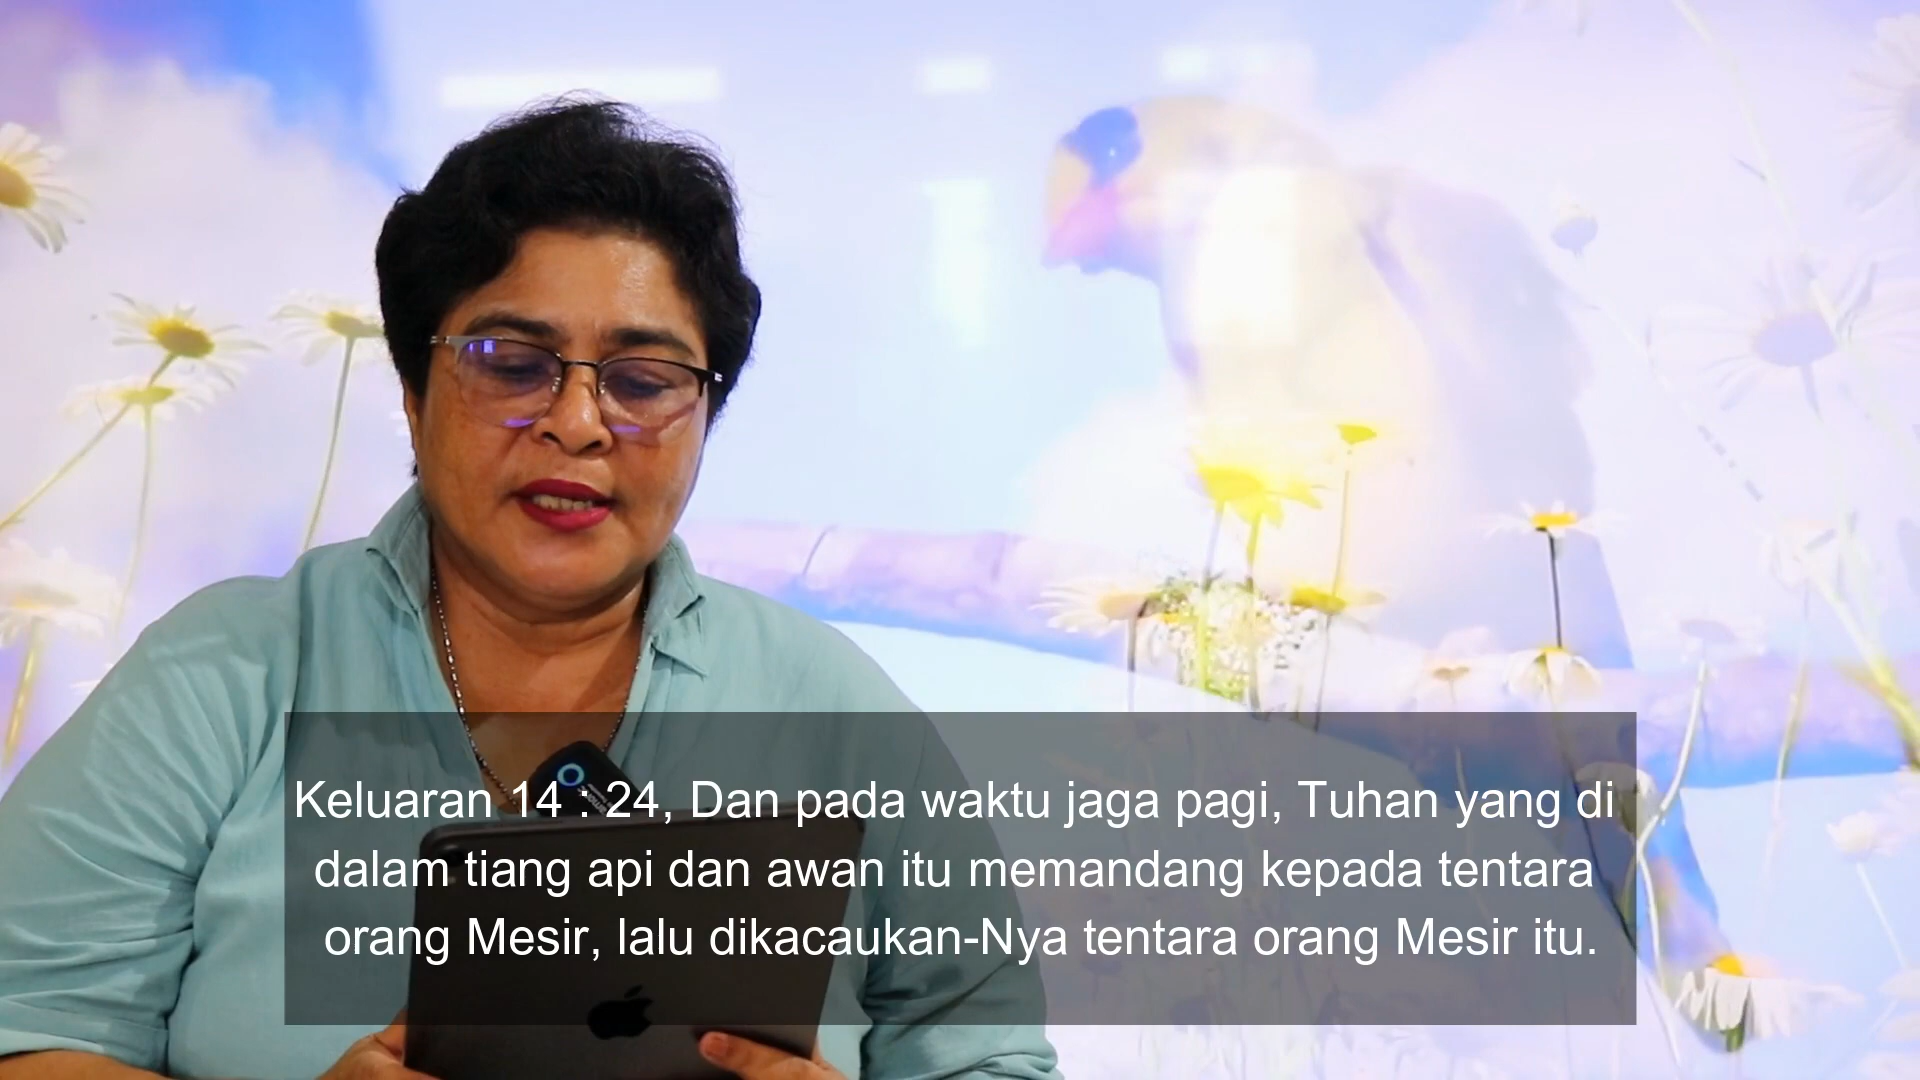 Keluaran 14 : 24, Dan pada waktu jaga pagi, Tuhan yang di
dalam tiang api dan awan itu memandang kepada tentara
orang Mesir, lalu dikacaukan-Nya tentara orang Mesir itu.